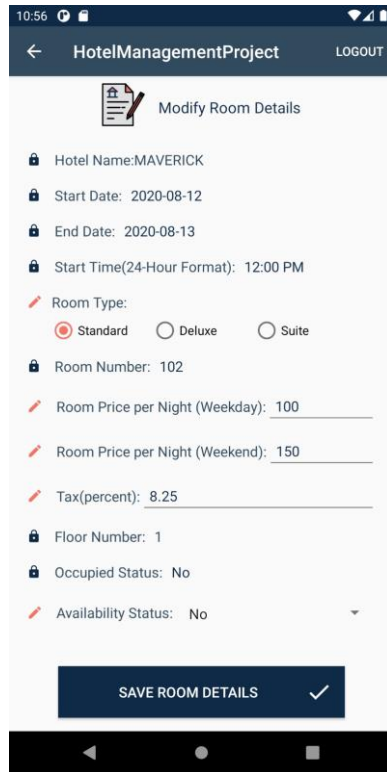 10:56
HotelManagementProject LOGOUT
Modify Room Details
Hotel Name:MAVERICK
Start Date: 2020-08-12
End Date: 2020-08-13
Start Time(24-Hour Format): 12:00 PM
Room Type:
Standard Deluxe Suite
Room Number: 102
Room Price per Night (Weekday): 100
Room Price per Night (Weekend): 150
Tax(percent): 8.25
Floor Number: 1
Occupied Status: No
Availability Status: No
SAVE ROOM DETAILS